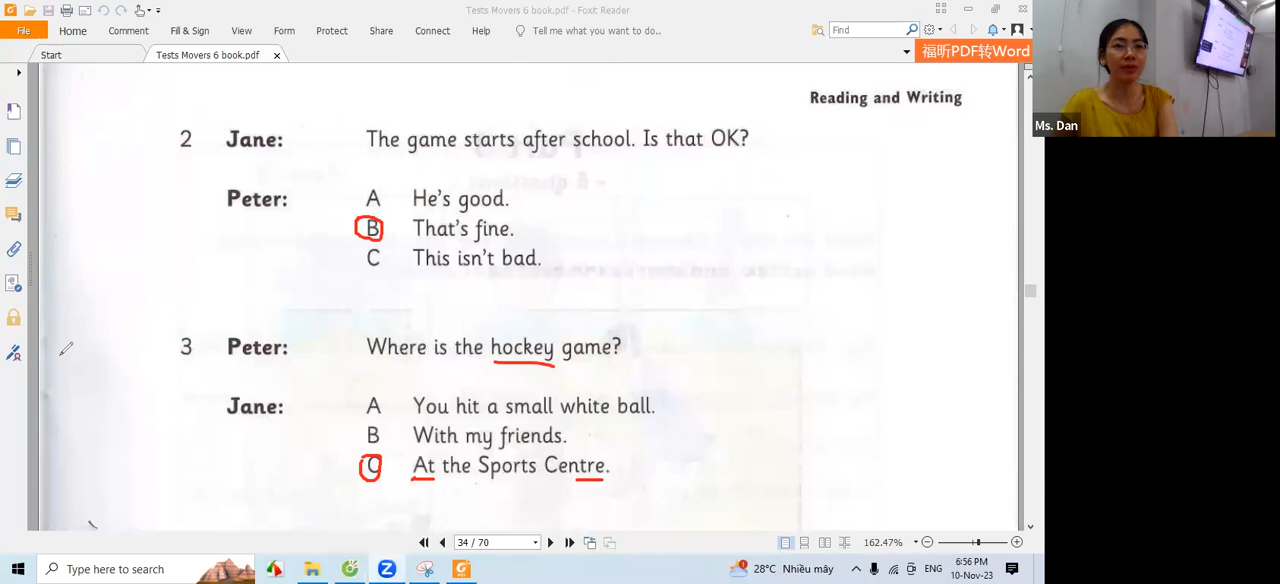 Tests Movers 6 book.pdf - Foxit Reader
File Home Comment Fill & Sign View Form Protect Share Connect Help Tell me what you want to do.. Find
Start Tests Movers 6 book.pdf
福昕PDF转Word
Reading and Writing
2 Jane: The game starts after school. Is that OK?
Peter: A He's good.
B That's fine.
C This isn't bad.
3 Peter: Where is the hockey game?
Jane: A You hit a small white ball.
B With my friends.
C At the Sports Centre.
Ms. Dan
34 / 70
162.47%
Type here to search
28°C Nhiều mây
ENG
6:56 PM
10-Nov-23